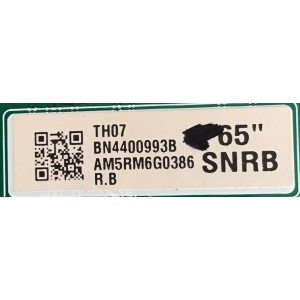 TH07
BN4400993B
AM5RM6G0386
R.B
65"
SNRB